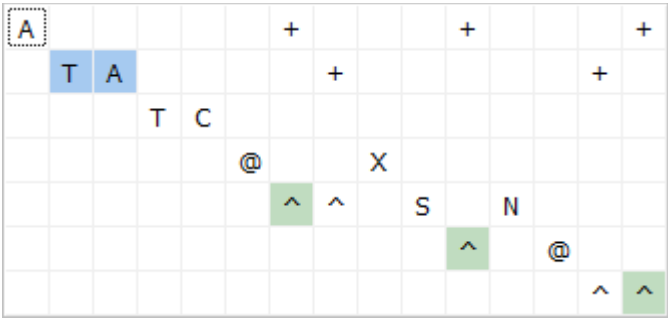 A + + +
T A + +
T C
@ X
^ ^ S N
^ @
^ ^